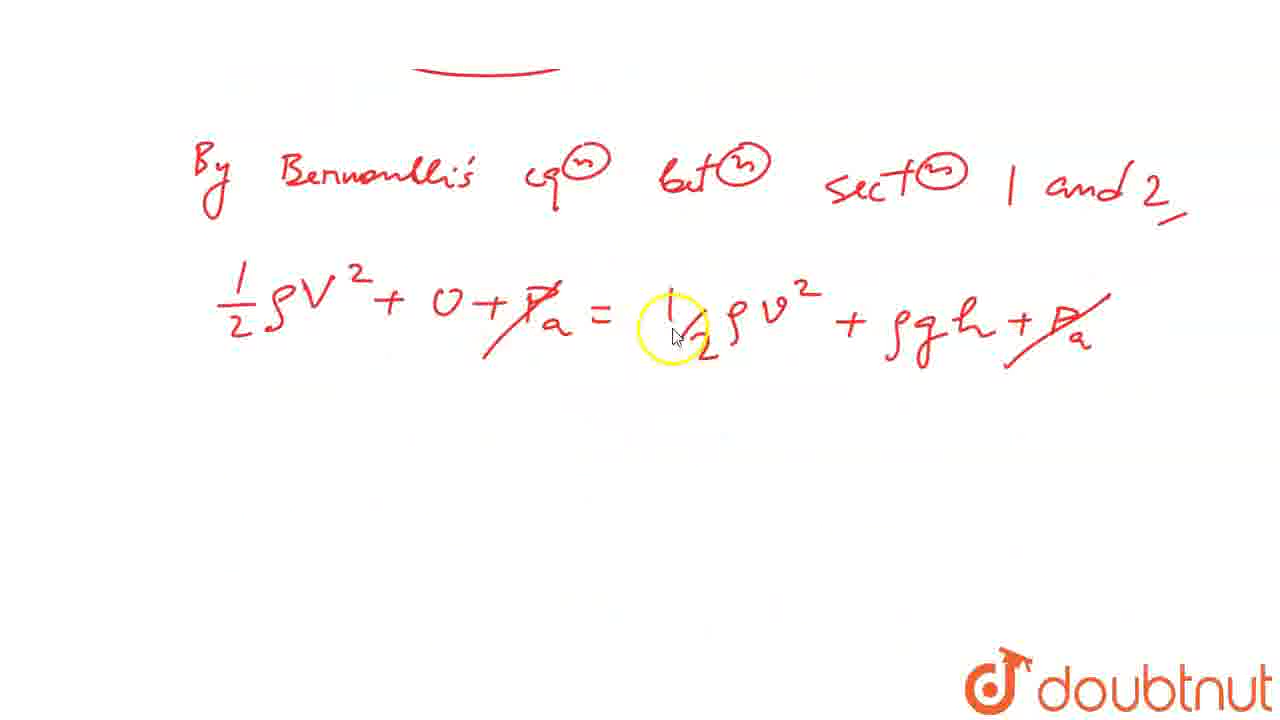 By Bernoulli's eqⁿ betⁿ sectⁿ 1 and 2,
1/2 ρV² + 0 + Pₐ = 1/2 ρv² + ρgh + Pₐ
doubtnut